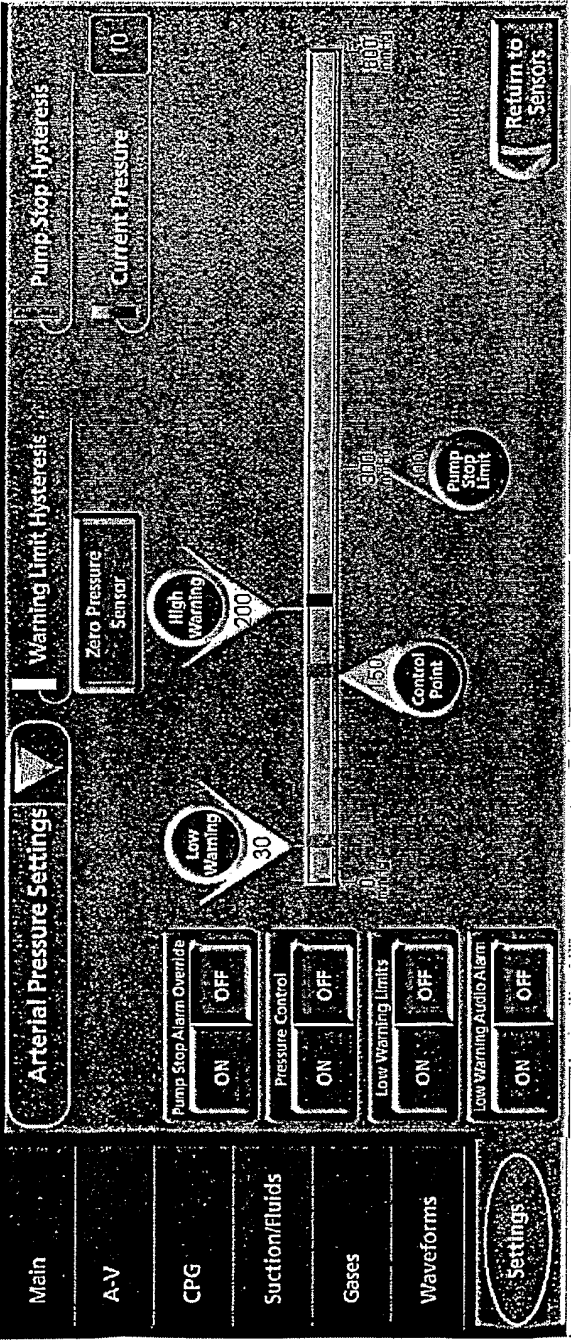 Main
A-V
CPG
Suction/Fluids
Gases
Waveforms
Settings
Arterial Pressure Settings
Warning Limit Hysteresis
Pump Stop Hysteresis
Zero Pressure
Sensor
Current Pressure
10
Pump Stop Alarm Override
ON
OFF
Pressure Control
ON
OFF
Low Warning Limits
ON
OFF
Low Warning Audio Alarm
ON
OFF
Low
Warning
30
High
Warning
200
0
150
Control
Point
300
Pump
Stop
Limit
Return to
Sensors